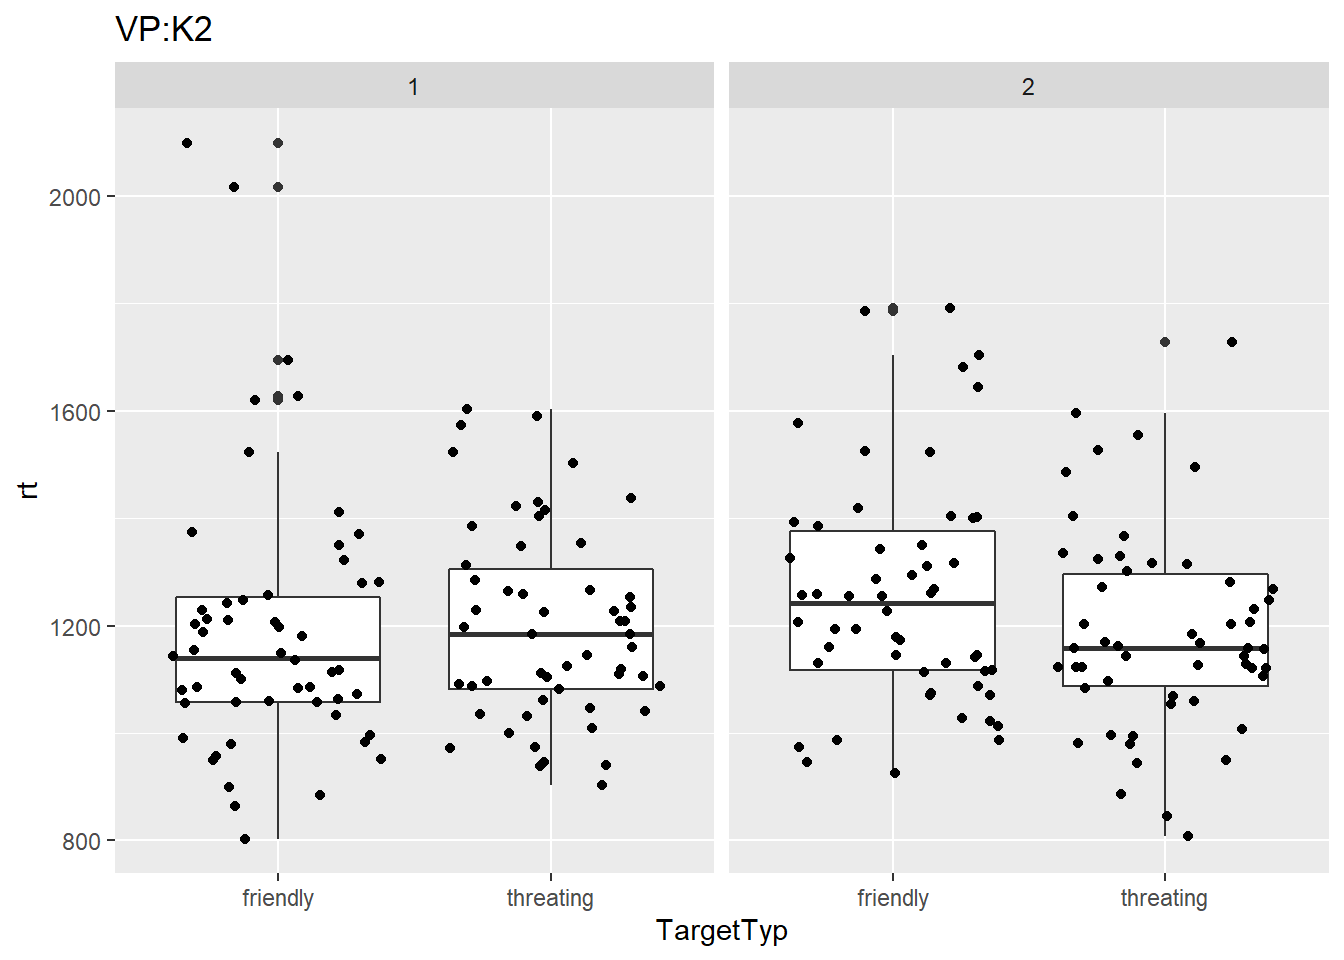 VP:K2
1
2
rt
2000
1600
1200
800
friendly
threating
friendly
threating
TargetTyp